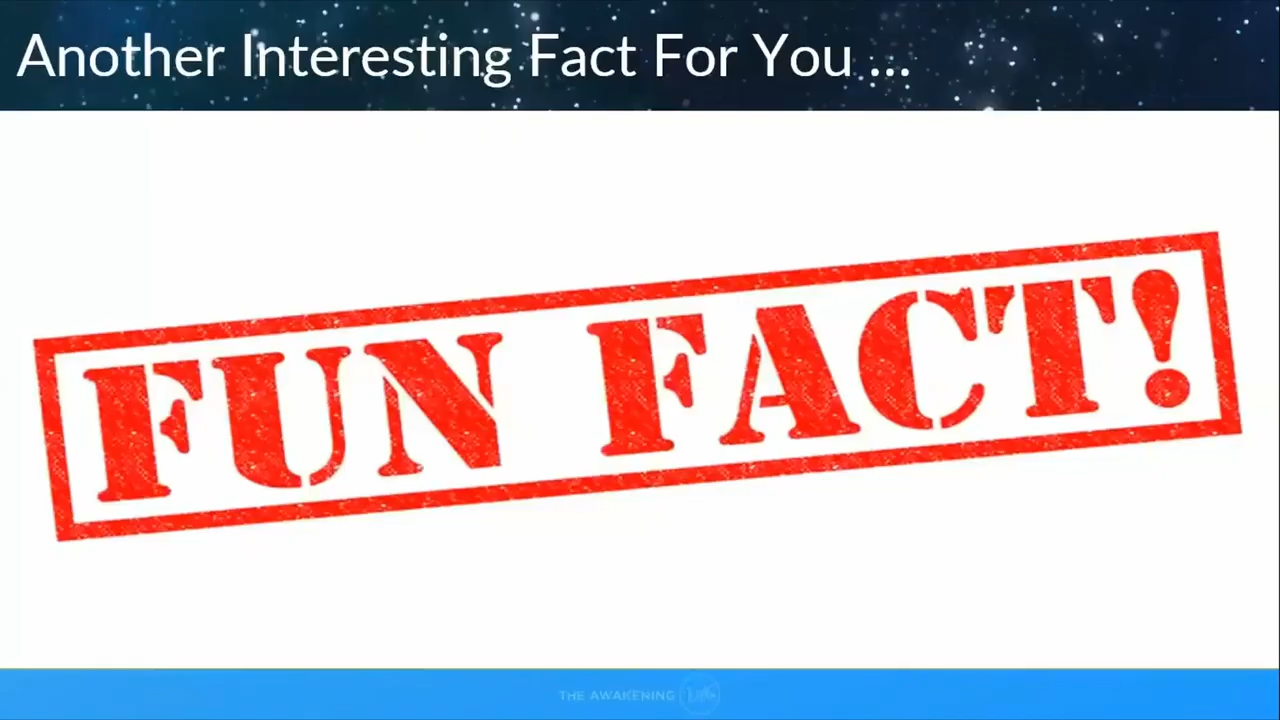 Another Interesting Fact For You ...
FUN FACT!
THE AWAKENING